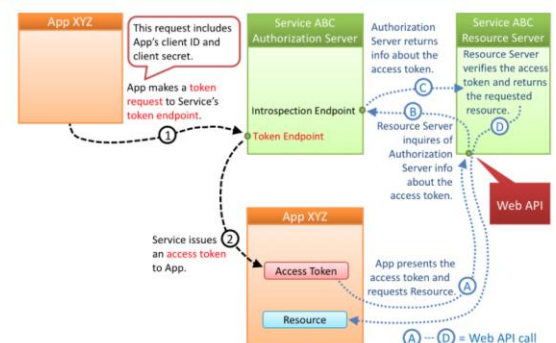 App XYZ
This request includes
App's client ID and
client secret.
App makes a token
request to Service's
token endpoint.
1
Service ABC
Authorization Server
Introspection Endpoint
Token Endpoint
Authorization
Server returns
info about the
access token.
C
B
Resource Server
inquires of
Authorization
Server info
about the
access token.
Service ABC
Resource Server
Resource Server
verifies the access
token and returns
the requested
resource.
D
Web API
Service issues
an access token
to App.
2
App XYZ
Access Token
Resource
App presents the
access token and
requests Resource.
A
A ... D = Web API call